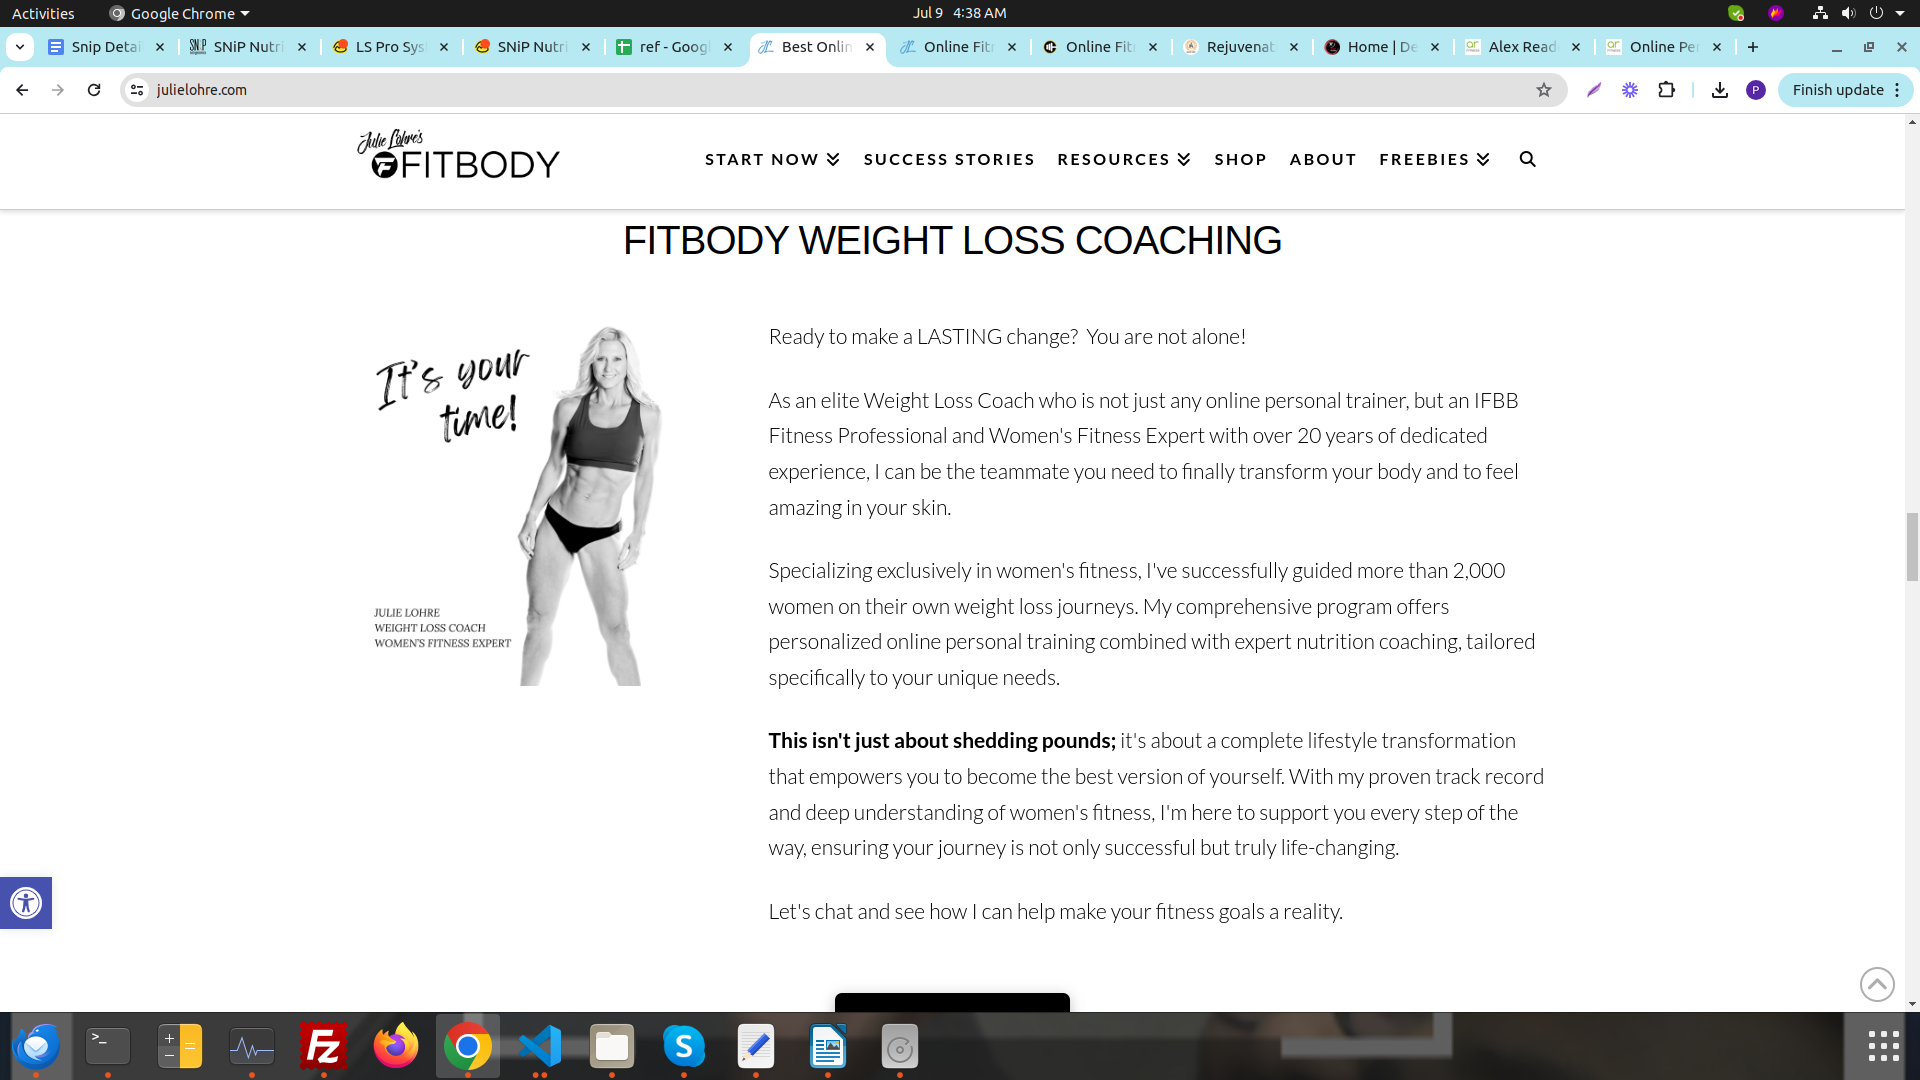 Activities
Google Chrome
Jul 9 4:38 AM
Snip Detai
SNiP Nutri
LS Pro Sys
SNiP Nutri
ref - Googl
Best Onlin
Online Fitn
Online Fitn
Rejuvenat
Home | De
Alex Read
Online Per
julielohre.com
P
Finish update
Julie Lohre's
FITBODY
START NOW
SUCCESS STORIES
RESOURCES
SHOP
ABOUT
FREEBIES
FITBODY WEIGHT LOSS COACHING
It's your
time!
JULIE LOHRE
WEIGHT LOSS COACH
WOMEN'S FITNESS EXPERT
Ready to make a LASTING change? You are not alone!
As an elite Weight Loss Coach who is not just any online personal trainer, but an IFBB
Fitness Professional and Women's Fitness Expert with over 20 years of dedicated
experience, I can be the teammate you need to finally transform your body and to feel
amazing in your skin.
Specializing exclusively in women's fitness, I've successfully guided more than 2,000
women on their own weight loss journeys. My comprehensive program offers
personalized online personal training combined with expert nutrition coaching, tailored
specifically to your unique needs.
This isn't just about shedding pounds; it's about a complete lifestyle transformation
that empowers you to become the best version of yourself. With my proven track record
and deep understanding of women's fitness, I'm here to support you every step of the
way, ensuring your journey is not only successful but truly life-changing.
Let's chat and see how I can help make your fitness goals a reality.